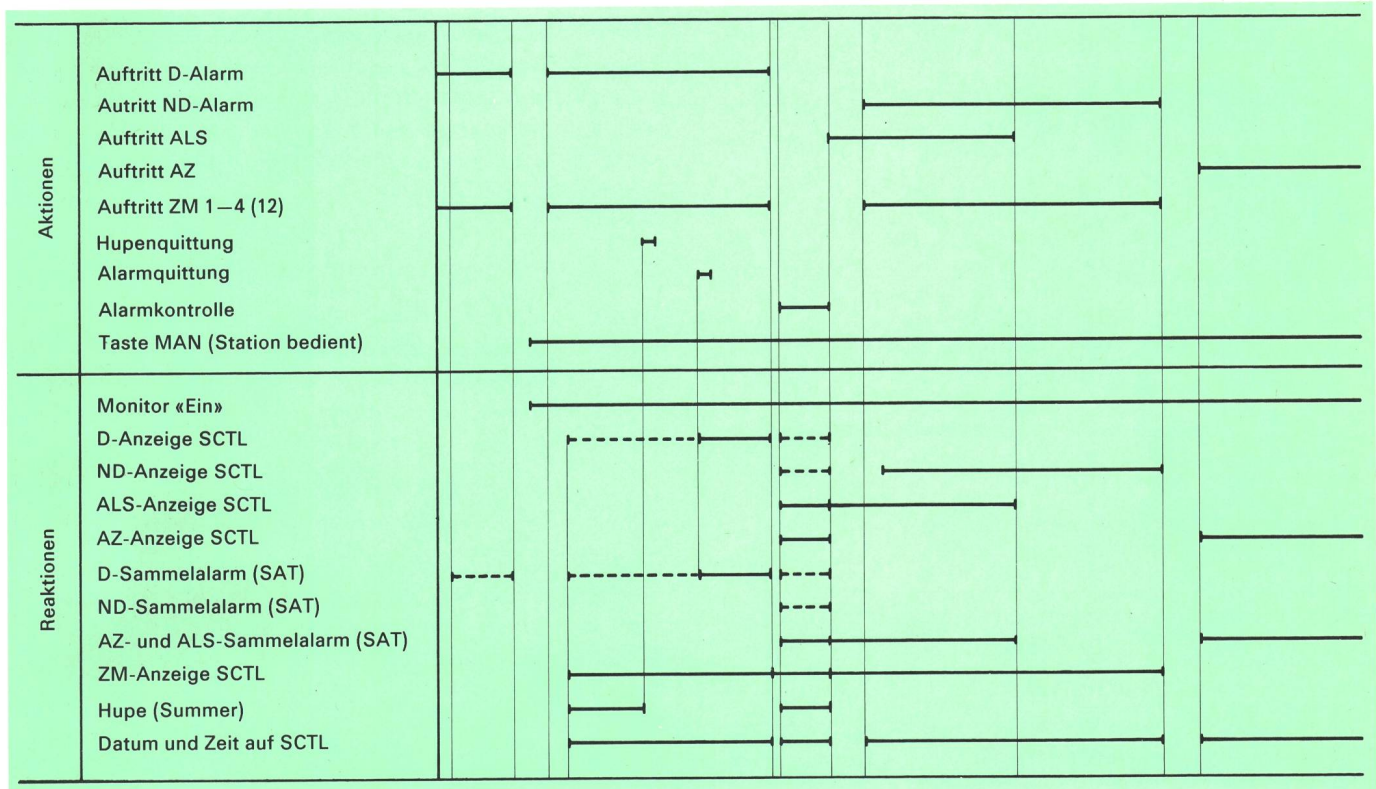 Aktionen
Auftritt D-Alarm
Autritt ND-Alarm
Auftritt ALS
Auftritt AZ
Auftritt ZM 1—4 (12)
Hupenquittung
Alarmquittung
Alarmkontrolle
Taste MAN (Station bedient)
Reaktionen
Monitor «Ein»
D-Anzeige SCTL
ND-Anzeige SCTL
ALS-Anzeige SCTL
AZ-Anzeige SCTL
D-Sammelalarm (SAT)
ND-Sammelalarm (SAT)
AZ- und ALS-Sammelalarm (SAT)
ZM-Anzeige SCTL
Hupe (Summer)
Datum und Zeit auf SCTL